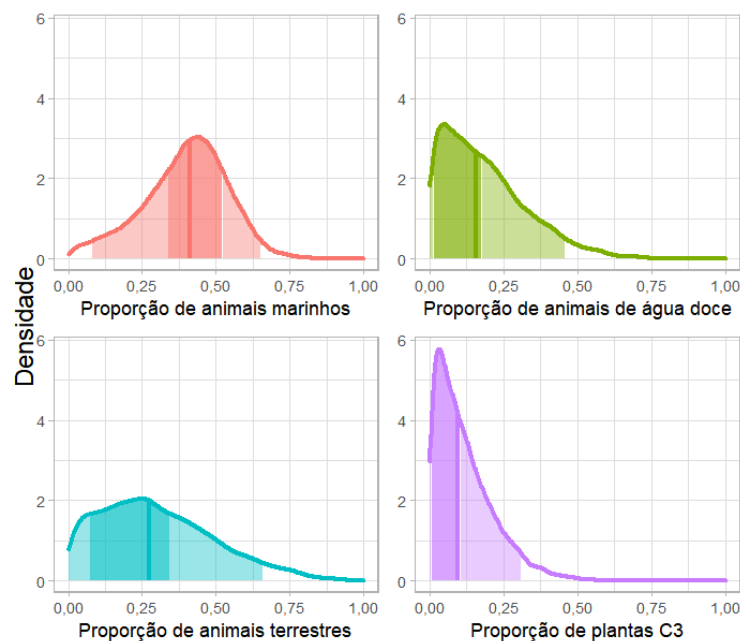 Densidade
6
4
2
0
0,00 0,25 0,50 0,75 1,00
Proporção de animais marinhos
6
4
2
0
0,00 0,25 0,50 0,75 1,00
Proporção de animais de água doce
6
4
2
0
0,00 0,25 0,50 0,75 1,00
Proporção de animais terrestres
6
4
2
0
0,00 0,25 0,50 0,75 1,00
Proporção de plantas C3